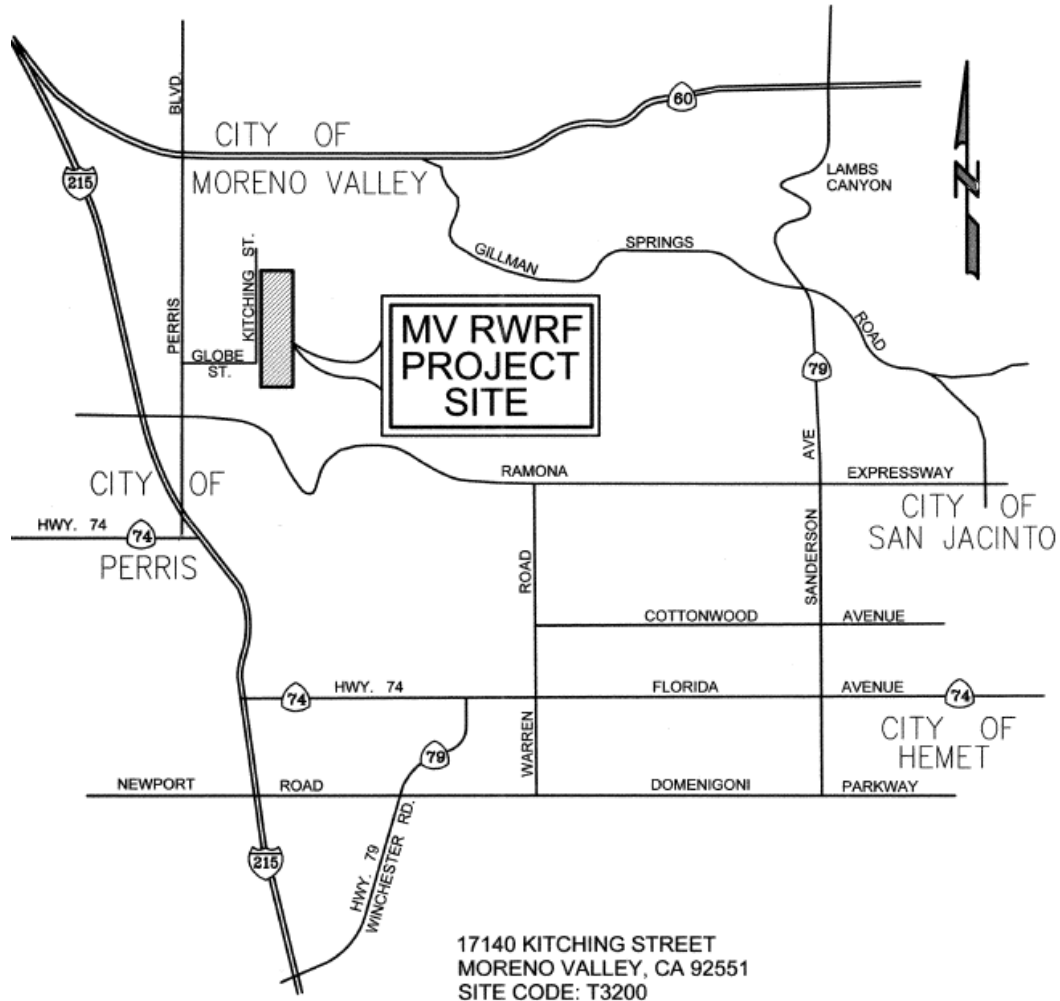 BLVD.
60
CITY OF
MORENO VALLEY
215
LAMBS
CANYON
N
KITCHING ST.
GILLMAN
SPRINGS
ROAD
PERRIS
GLOBE
ST.
MV RWRF
PROJECT
SITE
79
AVE
RAMONA
EXPRESSWAY
CITY OF
PERRIS
HWY. 74
74
CITY OF
SAN JACINTO
ROAD
SANDERSON
COTTONWOOD
AVENUE
74
HWY. 74
FLORIDA
AVENUE
74
CITY OF
HEMET
79
WARREN
NEWPORT
ROAD
DOMENIGONI
PARKWAY
215
HWY. 79
WINCHESTER RD.
17140 KITCHING STREET
MORENO VALLEY, CA 92551
SITE CODE: T3200